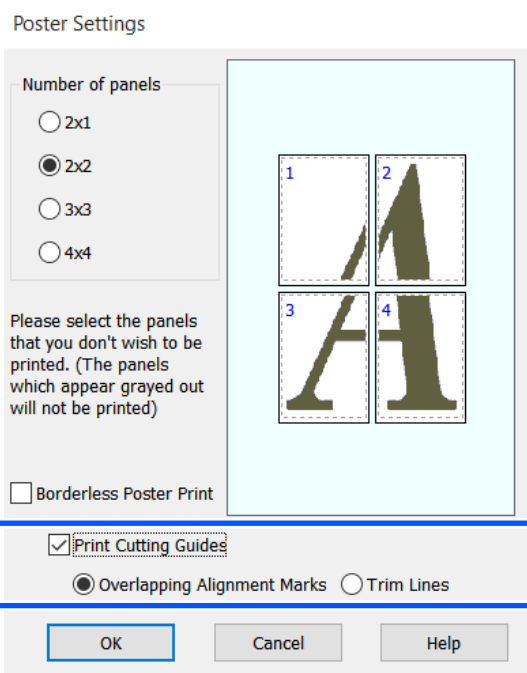 Poster Settings
Number of panels
2x1
2x2
3x3
4x4
1
2
3
4
Please select the panels
that you don't wish to be
printed. (The panels
which appear grayed out
will not be printed)
Borderless Poster Print
Print Cutting Guides
Overlapping Alignment Marks Trim Lines
OK Cancel Help